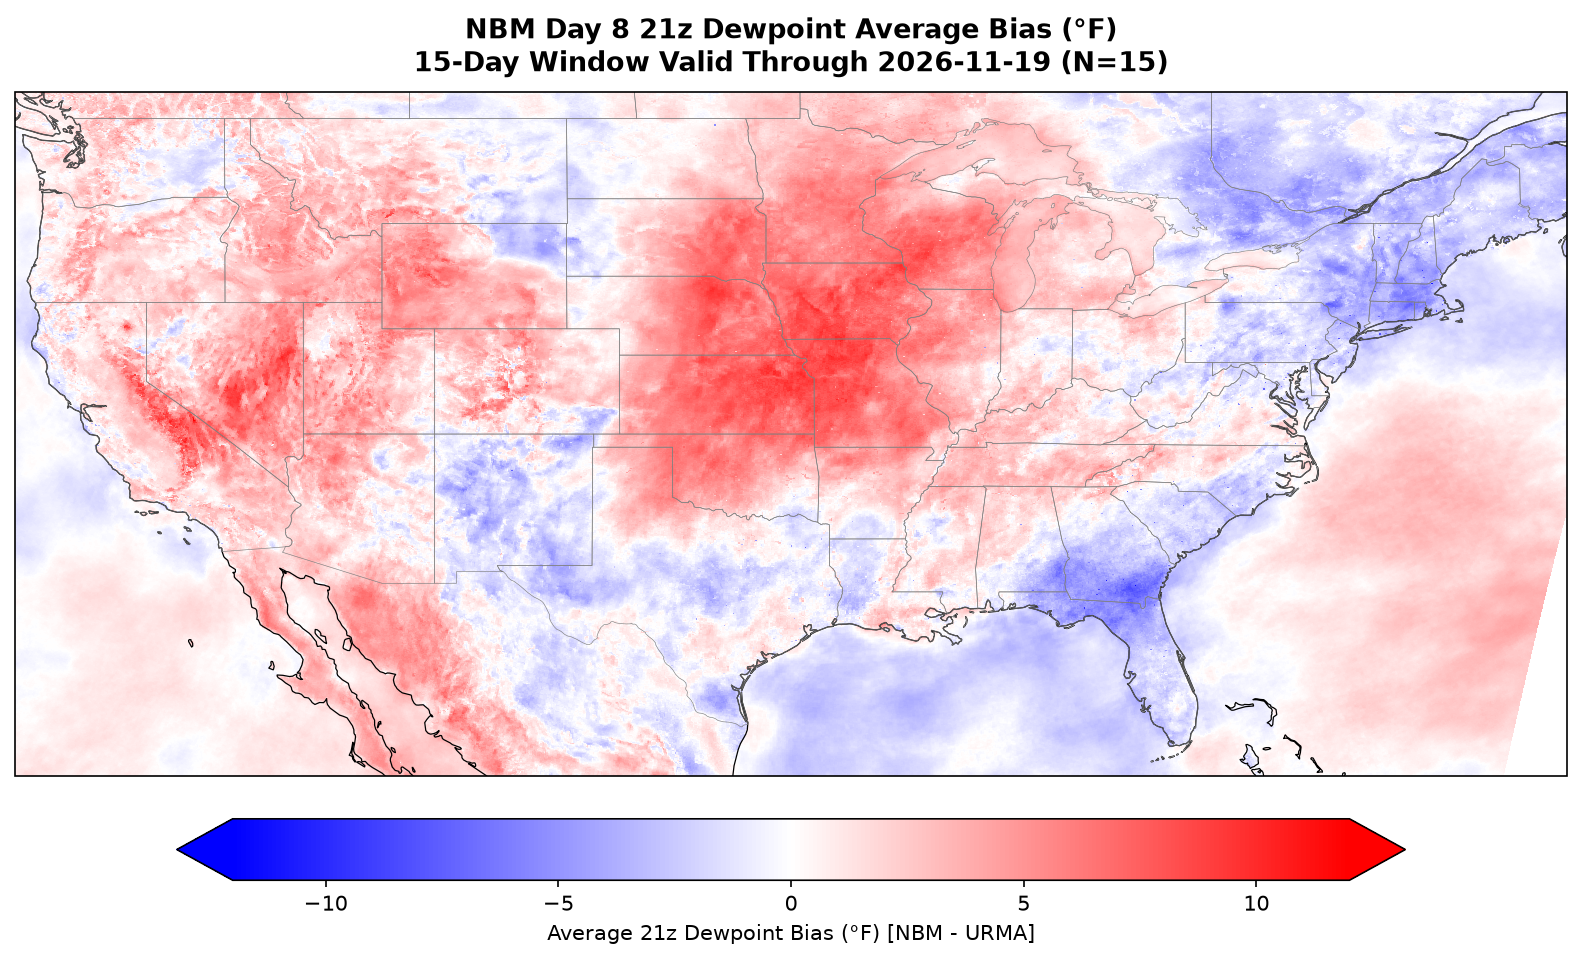 NBM Day 8 21z Dewpoint Average Bias (°F)
15-Day Window Valid Through 2026-11-19 (N=15)
−10 −5 0 5 10
Average 21z Dewpoint Bias (°F) [NBM - URMA]